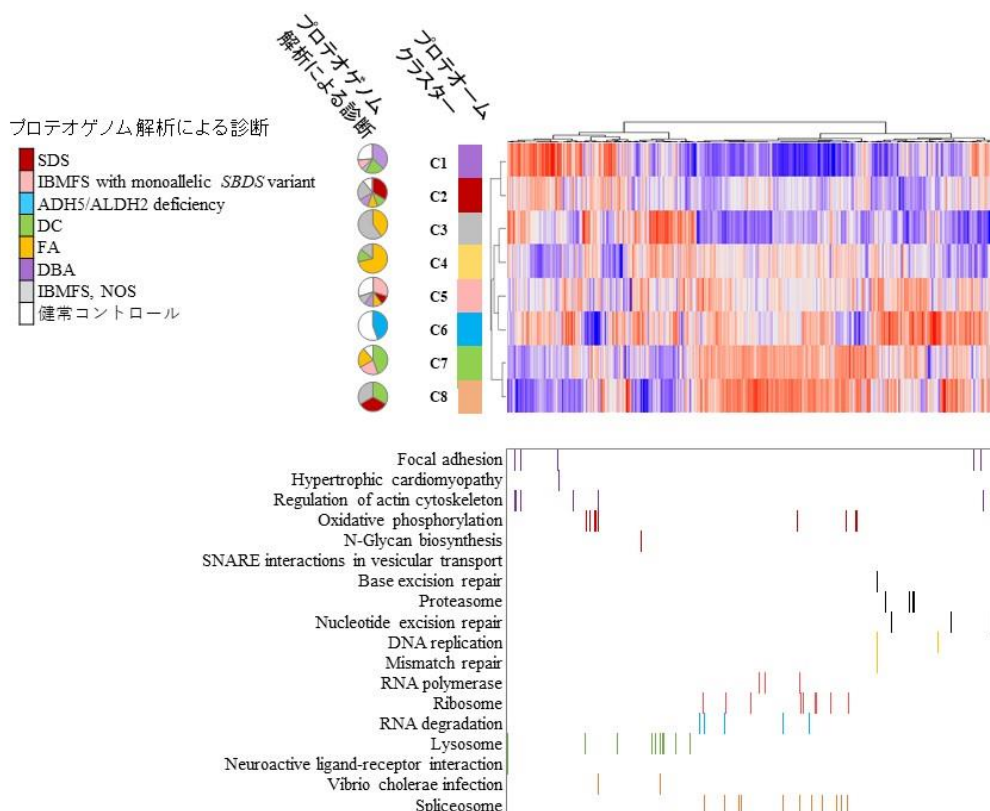 プロテオゲノム
解析による診断
プロテオーム
クラスター
プロテオゲノム解析による診断
SDS
IBMFS with monoallelic SBDS variant
ADH5/ALDH2 deficiency
DC
FA
DBA
IBMFS, NOS
健常コントロール
C1
C2
C3
C4
C5
C6
C7
C8
Focal adhesion
Hypertrophic cardiomyopathy
Regulation of actin cytoskeleton
Oxidative phosphorylation
N-Glycan biosynthesis
SNARE interactions in vesicular transport
Base excision repair
Proteasome
Nucleotide excision repair
DNA replication
Mismatch repair
RNA polymerase
Ribosome
RNA degradation
Lysosome
Neuroactive ligand-receptor interaction
Vibrio cholerae infection
Spliceosome